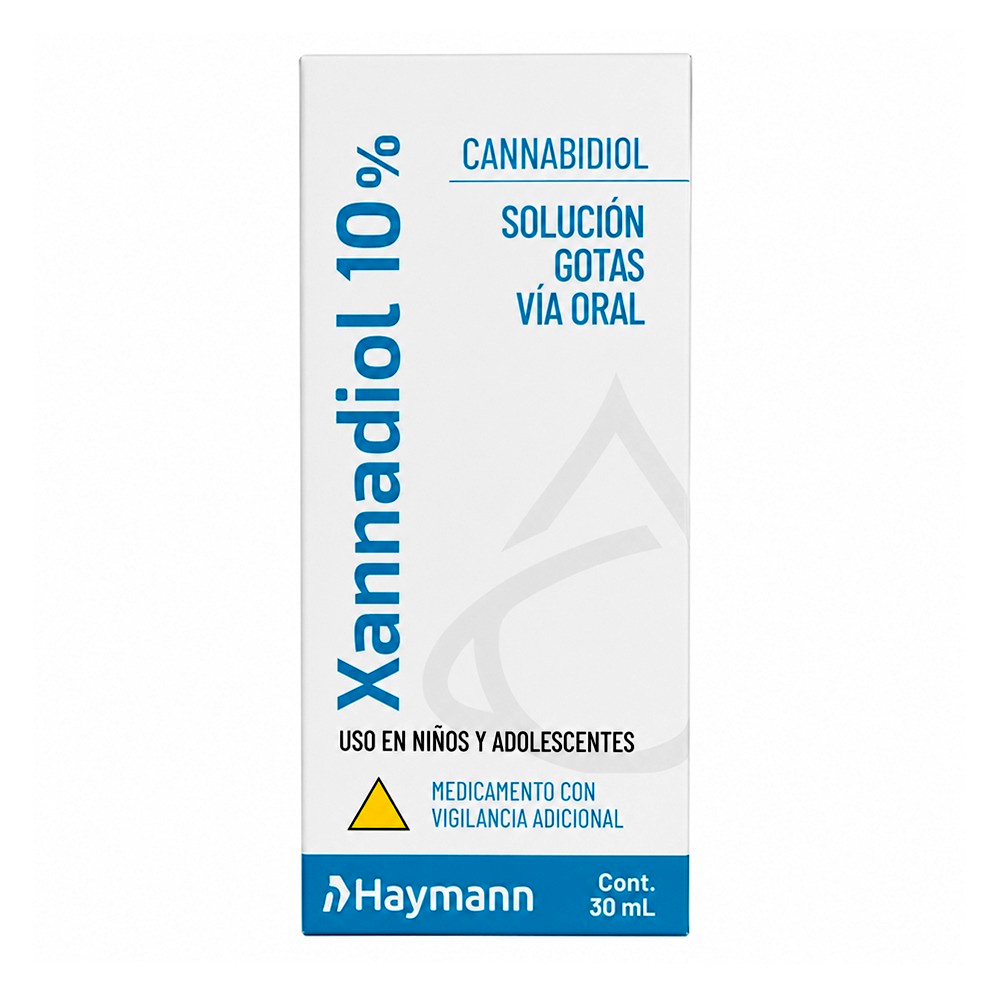 Xannadiol 10%
CANNABIDIOL
SOLUCIÓN
GOTAS
VÍA ORAL
USO EN NIÑOS Y ADOLESCENTES
MEDICAMENTO CON
VIGILANCIA ADICIONAL
Haymann
Cont.
30 mL